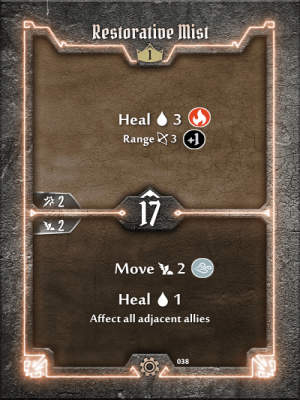 Restorative Mist
1
Heal 3
Range 3 +1
2
17
2
Move 2
Heal 1
Affect all adjacent allies
038